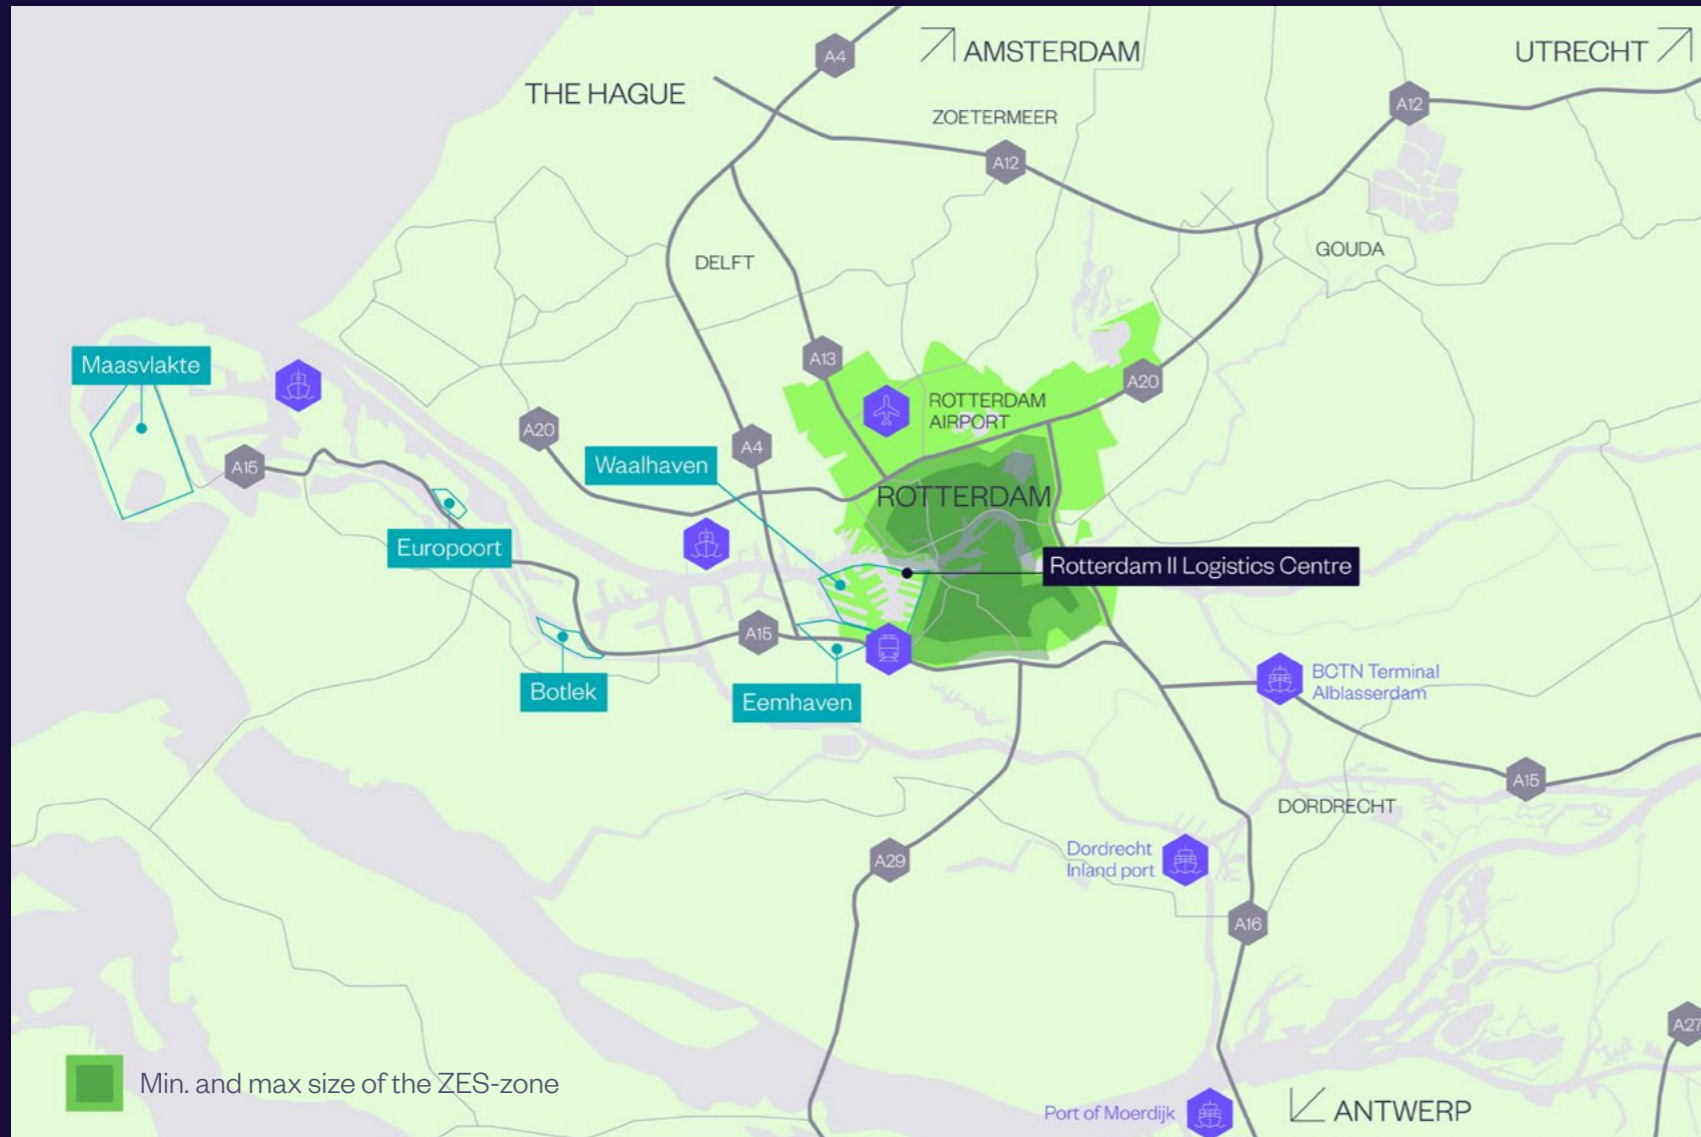 A4
AMSTERDAM
UTRECHT
THE HAGUE
A12
ZOETERMEER
A12
DELFT
GOUDA
Maasvlakte
A13
A20
ROTTERDAM
AIRPORT
A20
A4
Waalhaven
A15
ROTTERDAM
Europoort
Rotterdam II Logistics Centre
A15
Botlek
Eemhaven
BCTN Terminal
Alblasserdam
A15
DORDRECHT
Dordrecht
Inland port
A29
A16
A27
Min. and max size of the ZES-zone
Port of Moerdijk
ANTWERP